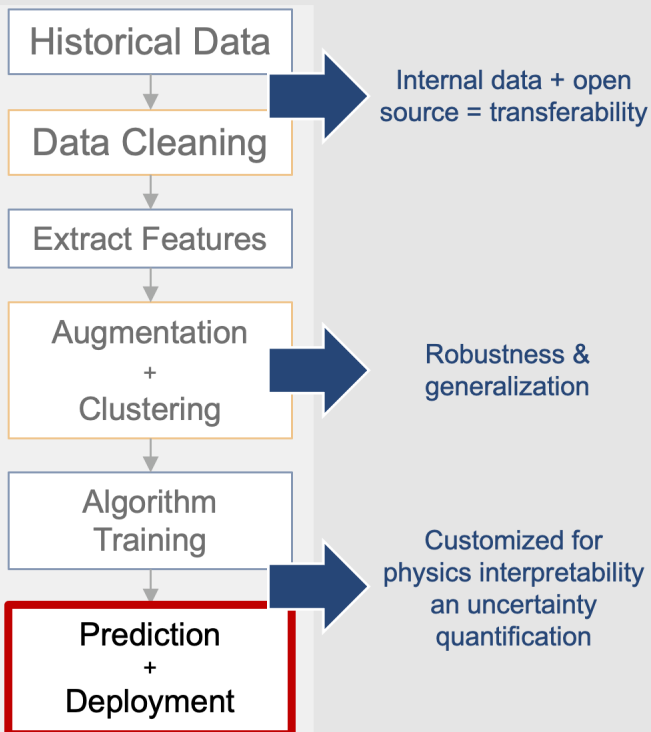 Historical Data
Internal data + open
source = transferability
Data Cleaning
Extract Features
Augmentation
+
Clustering
Robustness &
generalization
Algorithm
Training
Customized for
physics interpretability
an uncertainty
quantification
Prediction
+
Deployment